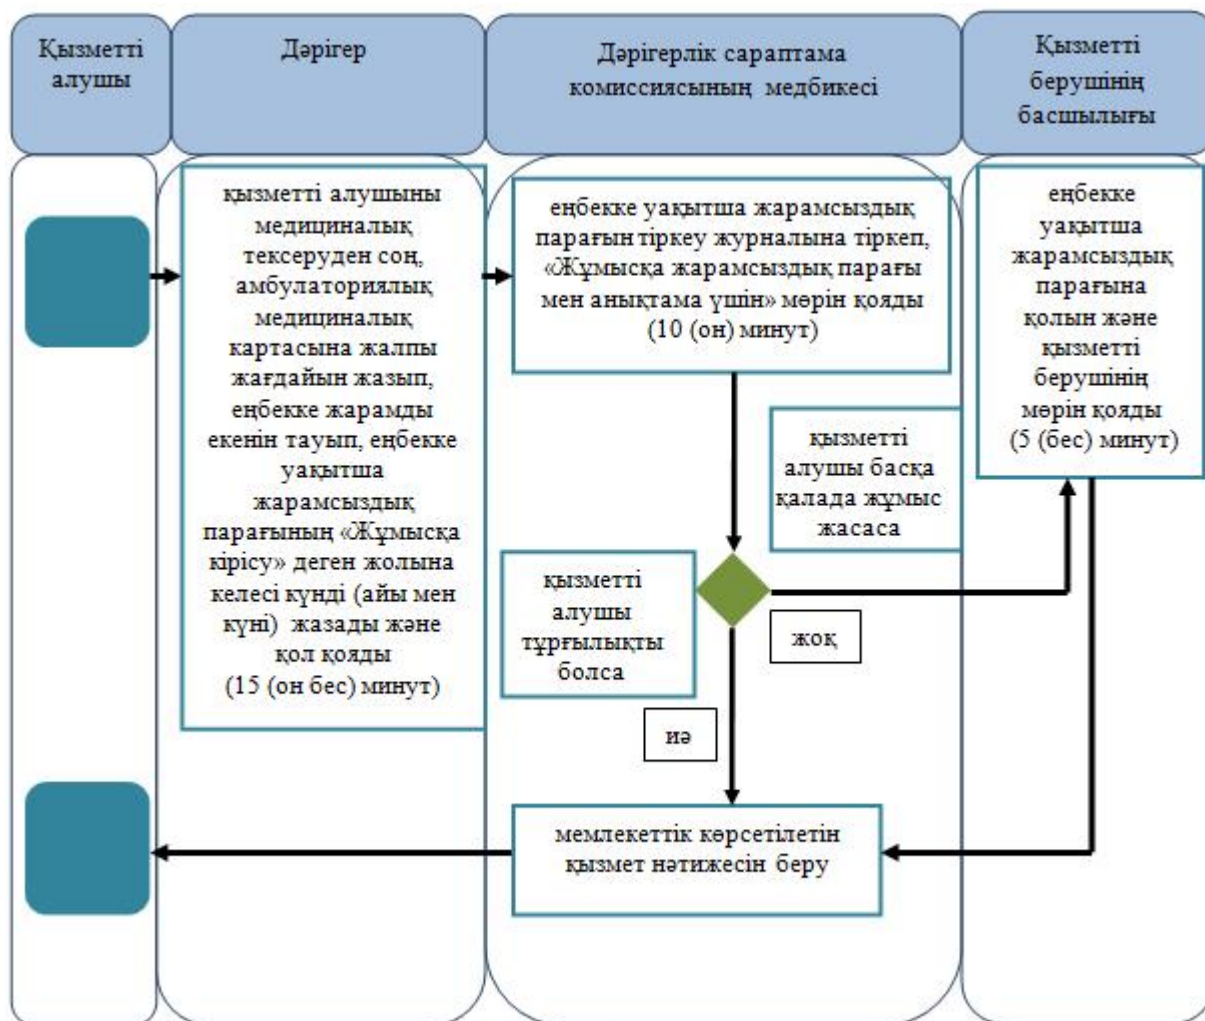 Қызметті
алушы
Дәрігер
Дәрігерлік сараптама
комиссиясының медбикесі
Қызметті
берушінің
басшылығы
қызметті алушыны
медициналық
тексеруден соң,
амбулаториялық
медициналық
картасына жалпы
жағдайын жазып,
еңбекке жарамды
екенін тауып, еңбекке
уақытша
жарамсыздық
парағының «Жұмысқа
кірісу» деген жолына
келесі күнді (айы мен
күні) жазады және
қол қояды
(15 (он бес) минут)
еңбекке уақытша жарамсыздық
парағын тіркеу журналына тіркеп,
«Жұмысқа жарамсыздық парағы
мен анықтама үшін» мөрін қояды
(10 (он) минут)
еңбекке
уақытша
жарамсыздық
парағына
қолын және
қызметті
берушінің
мөрін қояды
(5 (бес) минут)
қызметті
алушы басқа
қалада жұмыс
жасаса
қызметті
алушы
тұрғылықты
болса
жоқ
иә
мемлекеттік көрсетілетін
қызмет нәтижесін беру